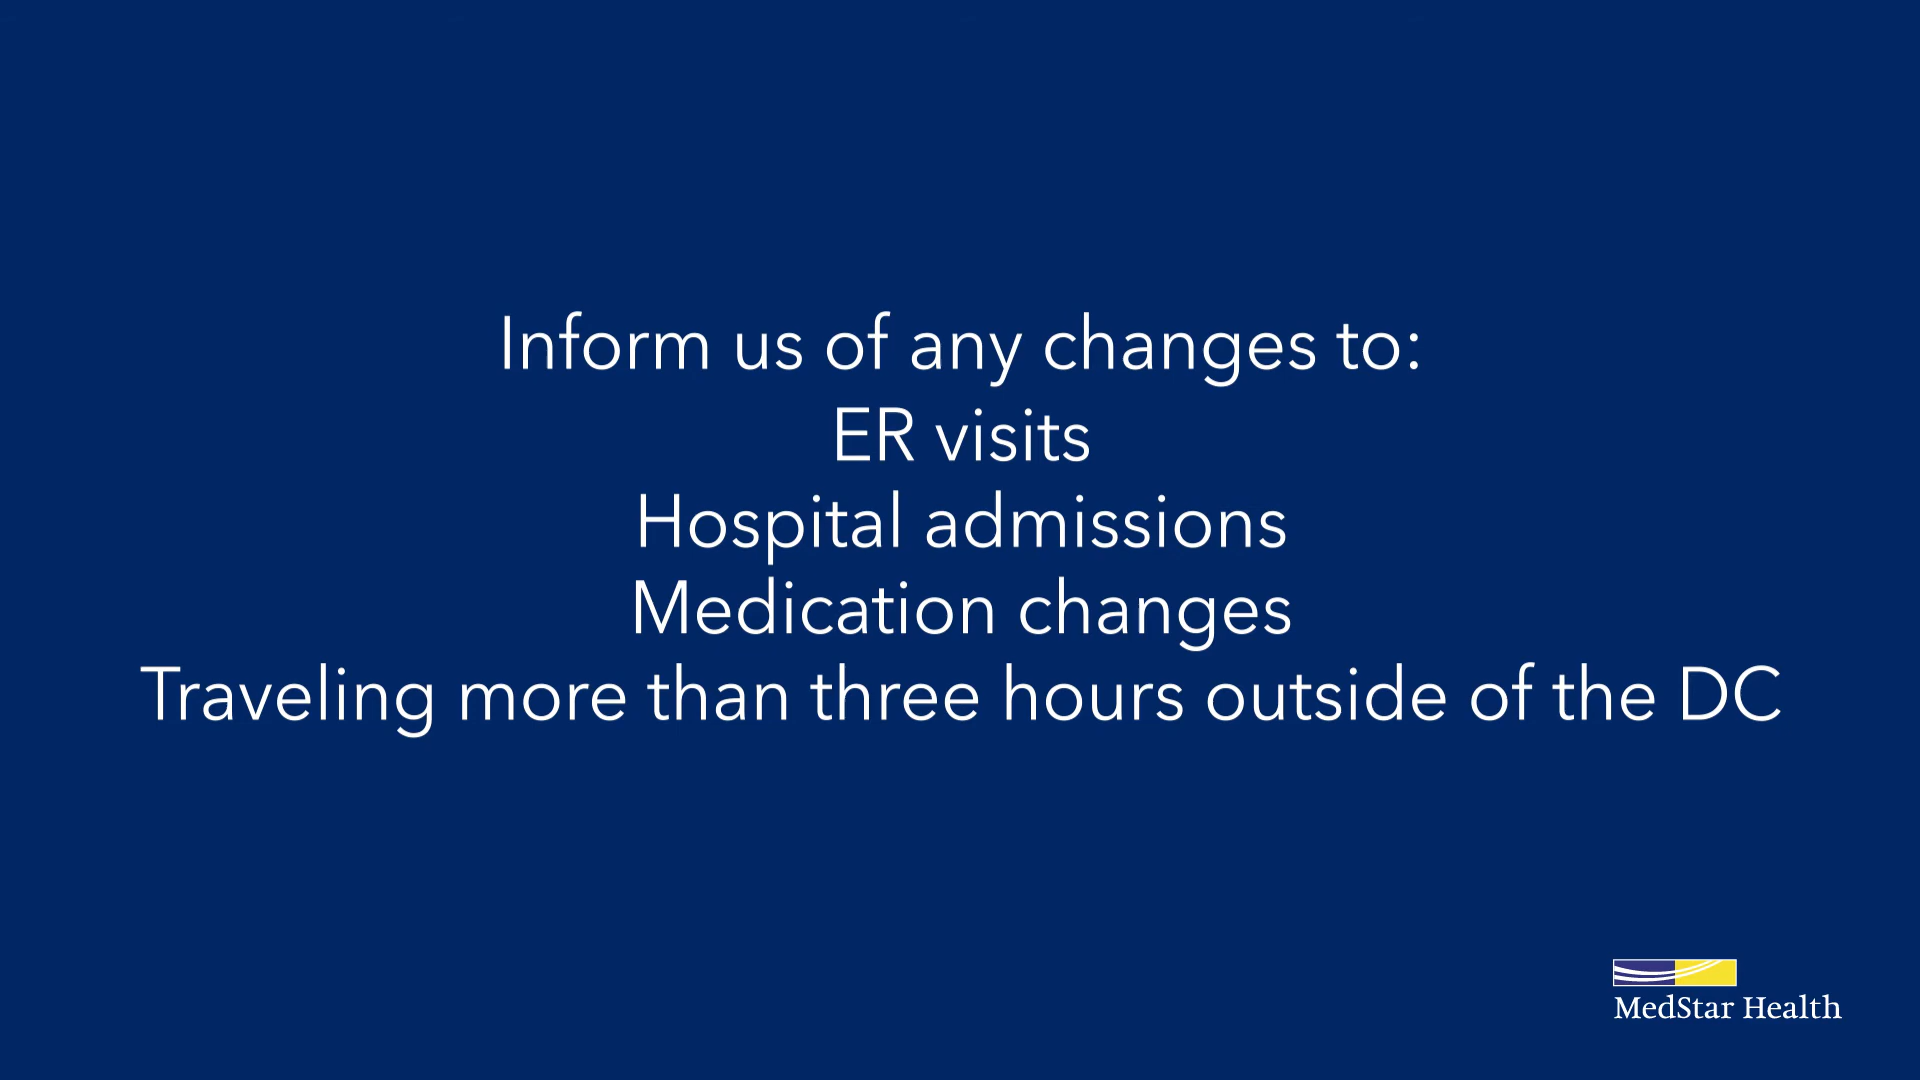 Inform us of any changes to:
ER visits
Hospital admissions
Medication changes
Traveling more than three hours outside of the DC
MedStar Health